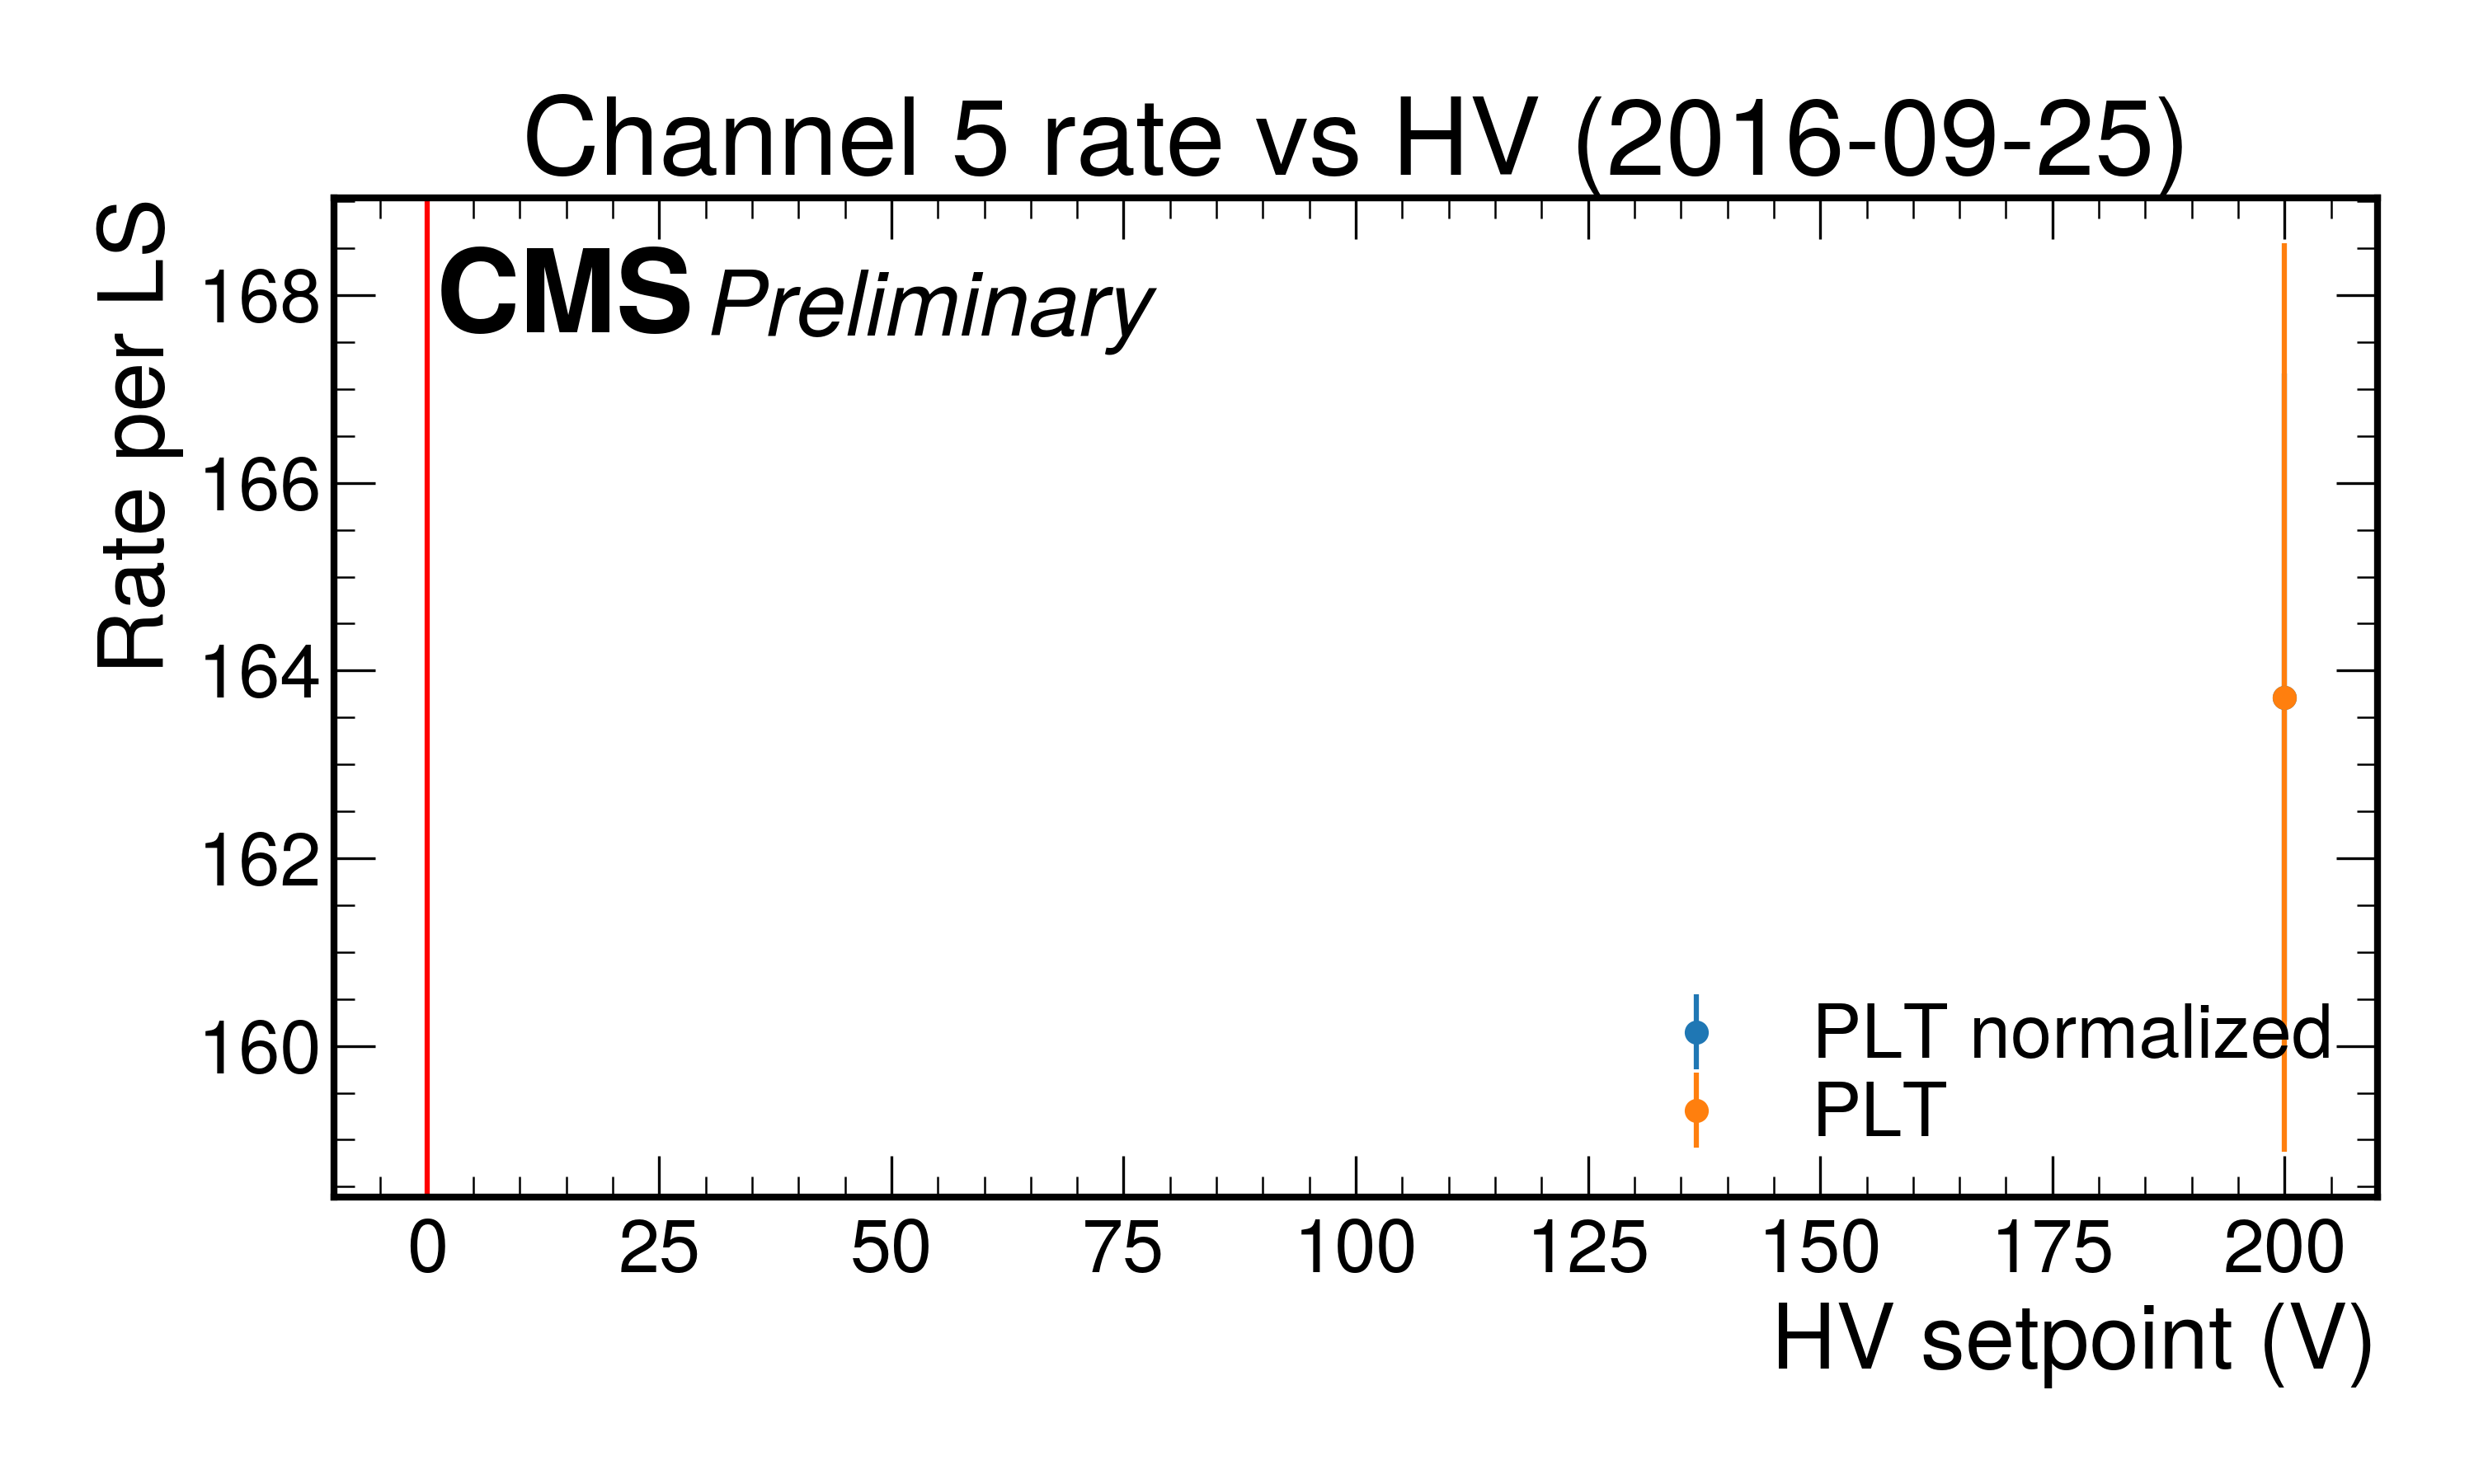 Channel 5 rate vs HV (2016-09-25)
CMS Preliminary
Rate per LS
168
166
164
162
160
PLT normalized
PLT
0 25 50 75 100 125 150 175 200
HV setpoint (V)